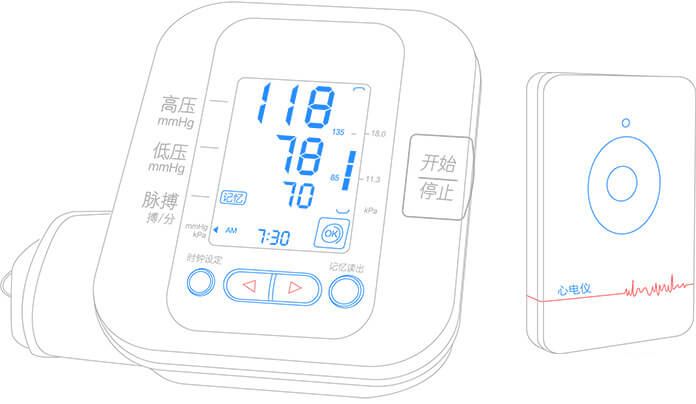 118
高压
mmHg
135
18.0
低压
mmHg
78
开始
停止
85
11.3
脉搏
搏/分
记忆
70
kPa
mmHg
kPa
AM
7:30
OK
时钟设定
记忆读出
心电仪